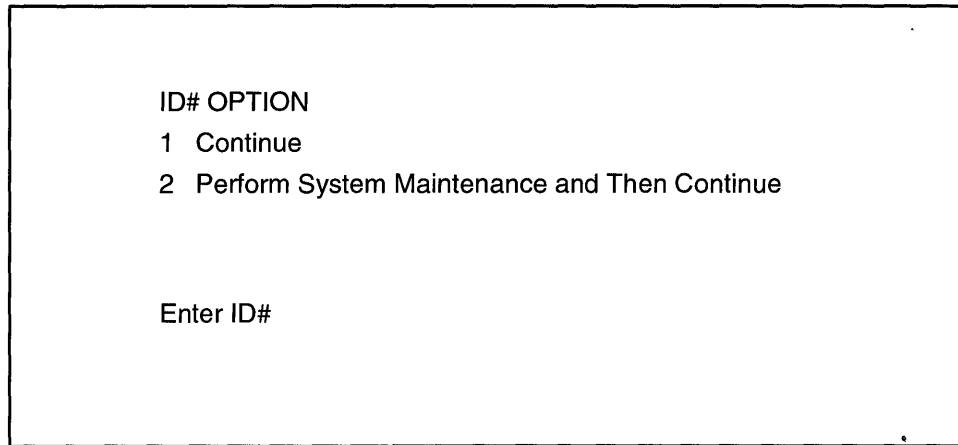 ID# OPTION
1 Continue
2 Perform System Maintenance and Then Continue
Enter ID#